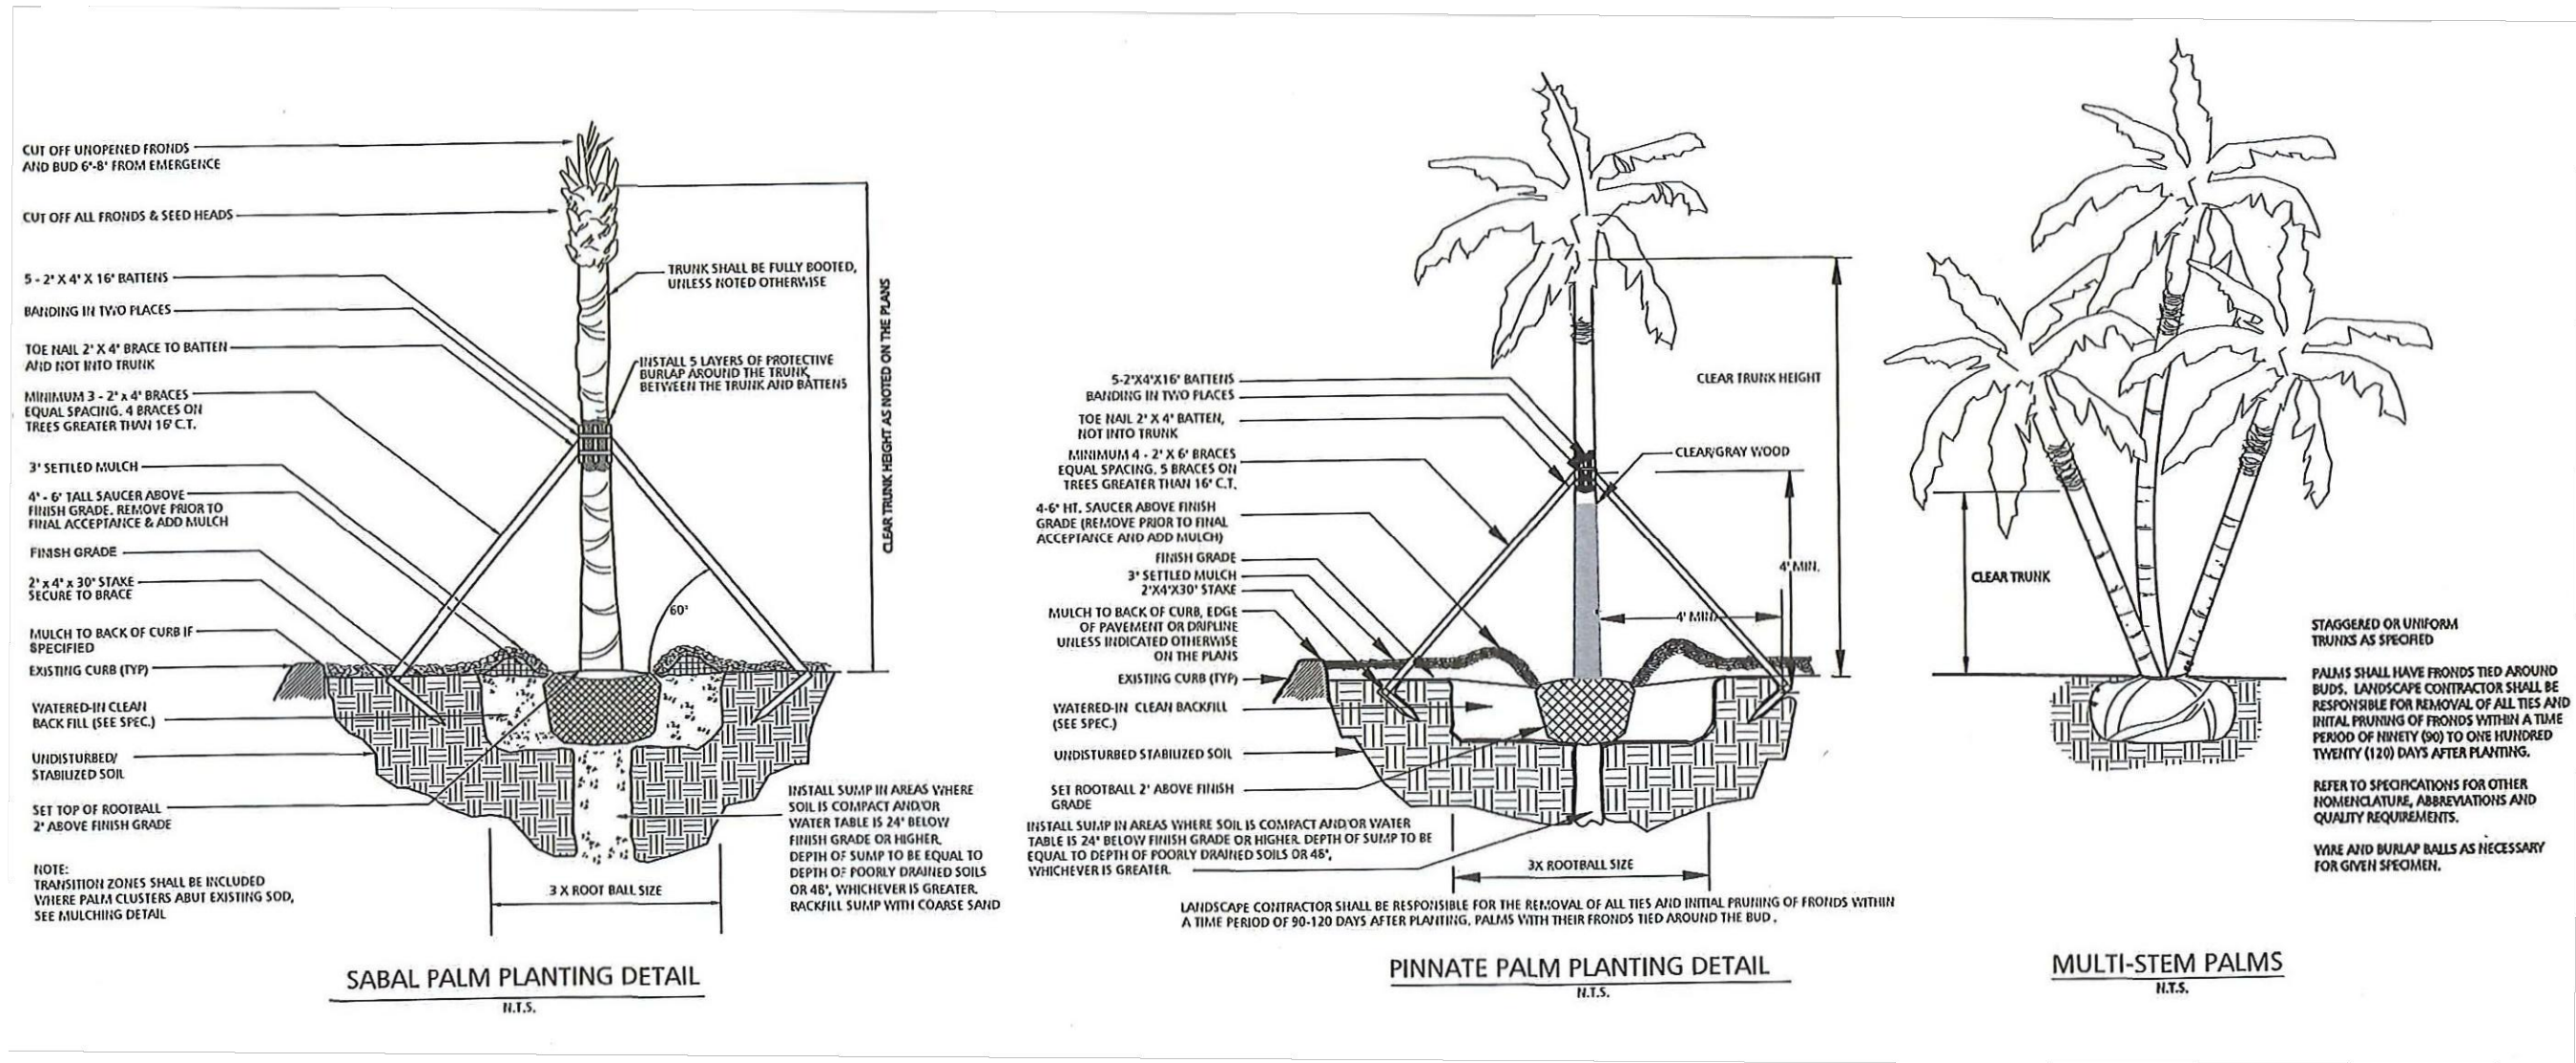 CUT OFF UNOPENED FRONDS
AND BUD 6"-8" FROM EMERGENCE
CUT OFF ALL FRONDS & SEED HEADS
5 - 2" X 4" X 16" BATTENS
BANDING IN TWO PLACES
TOE NAIL 2" X 4" BRACE TO BATTEN
AND NOT INTO TRUNK
MINIMUM 3 - 2" x 4" BRACES
EQUAL SPACING. 4 BRACES ON
TREES GREATER THAN 16' C.T.
3" SETTLED MULCH
4" - 6" TALL SAUCER ABOVE
FINISH GRADE. REMOVE PRIOR TO
FINAL ACCEPTANCE & ADD MULCH
FINISH GRADE
2" x 4" x 30" STAKE
SECURE TO BRACE
MULCH TO BACK OF CURB IF
SPECIFIED
EXISTING CURB (TYP)
WATERED-IN CLEAN
BACK FILL (SEE SPEC.)
UNDISTURBED/
STABILIZED SOIL
SET TOP OF ROOTBALL
2" ABOVE FINISH GRADE
NOTE:
TRANSITION ZONES SHALL BE INCLUDED
WHERE PALM CLUSTERS ABUT EXISTING SOD,
SEE MULCHING DETAIL
TRUNK SHALL BE FULLY BOOTED,
UNLESS NOTED OTHERWISE
INSTALL 5 LAYERS OF PROTECTIVE
BURLAP AROUND THE TRUNK
BETWEEN THE TRUNK AND BATTENS
CLEAR TRUNK HEIGHT AS NOTED ON THE PLANS
60°
3 X ROOT BALL SIZE
INSTALL SUMP IN AREAS WHERE
SOIL IS COMPACT AND/OR
WATER TABLE IS 24" BELOW
FINISH GRADE OR HIGHER.
DEPTH OF SUMP TO BE EQUAL TO
DEPTH OF POORLY DRAINED SOILS
OR 48", WHICHEVER IS GREATER.
BACKFILL SUMP WITH COARSE SAND
SABAL PALM PLANTING DETAIL
N.T.S.
5-2"X4"X16" BATTENS
BANDING IN TWO PLACES
TOE NAIL 2" X 4" BATTEN,
NOT INTO TRUNK
MINIMUM 4 - 2" X 6" BRACES
EQUAL SPACING. 5 BRACES ON
TREES GREATER THAN 16' C.T.
4-6" HT. SAUCER ABOVE FINISH
GRADE (REMOVE PRIOR TO FINAL
ACCEPTANCE AND ADD MULCH)
FINISH GRADE
3" SETTLED MULCH
2"X4"X30" STAKE
MULCH TO BACK OF CURB, EDGE
OF PAVEMENT OR DRIPLINE
UNLESS INDICATED OTHERWISE
ON THE PLANS
EXISTING CURB (TYP)
WATERED-IN CLEAN BACKFILL
(SEE SPEC.)
UNDISTURBED STABILIZED SOIL
SET ROOTBALL 2" ABOVE FINISH
GRADE
INSTALL SUMP IN AREAS WHERE SOIL IS COMPACT AND/OR WATER
TABLE IS 24" BELOW FINISH GRADE OR HIGHER. DEPTH OF SUMP TO BE
EQUAL TO DEPTH OF POORLY DRAINED SOILS OR 48",
WHICHEVER IS GREATER.
CLEAR TRUNK HEIGHT
CLEAR/GRAY WOOD
4' MIN.
4' MIN.
3X ROOTBALL SIZE
LANDSCAPE CONTRACTOR SHALL BE RESPONSIBLE FOR THE REMOVAL OF ALL TIES AND INITIAL PRUNING OF FRONDS WITHIN
A TIME PERIOD OF 90-120 DAYS AFTER PLANTING. PALMS WITH THEIR FRONDS TIED AROUND THE BUD.
PINNATE PALM PLANTING DETAIL
N.T.S.
CLEAR TRUNK
STAGGERED OR UNIFORM
TRUNKS AS SPECIFIED
PALMS SHALL HAVE FRONDS TIED AROUND
BUDS. LANDSCAPE CONTRACTOR SHALL BE
RESPONSIBLE FOR REMOVAL OF ALL TIES AND
INITAL PRUNING OF FRONDS WITHIN A TIME
PERIOD OF NINETY (90) TO ONE HUNDRED
TWENTY (120) DAYS AFTER PLANTING.
REFER TO SPECIFICATIONS FOR OTHER
NOMENCLATURE, ABBREVIATIONS AND
QUALITY REQUIREMENTS.
WIRE AND BURLAP BALLS AS NECESSARY
FOR GIVEN SPECIMEN.
MULTI-STEM PALMS
N.T.S.